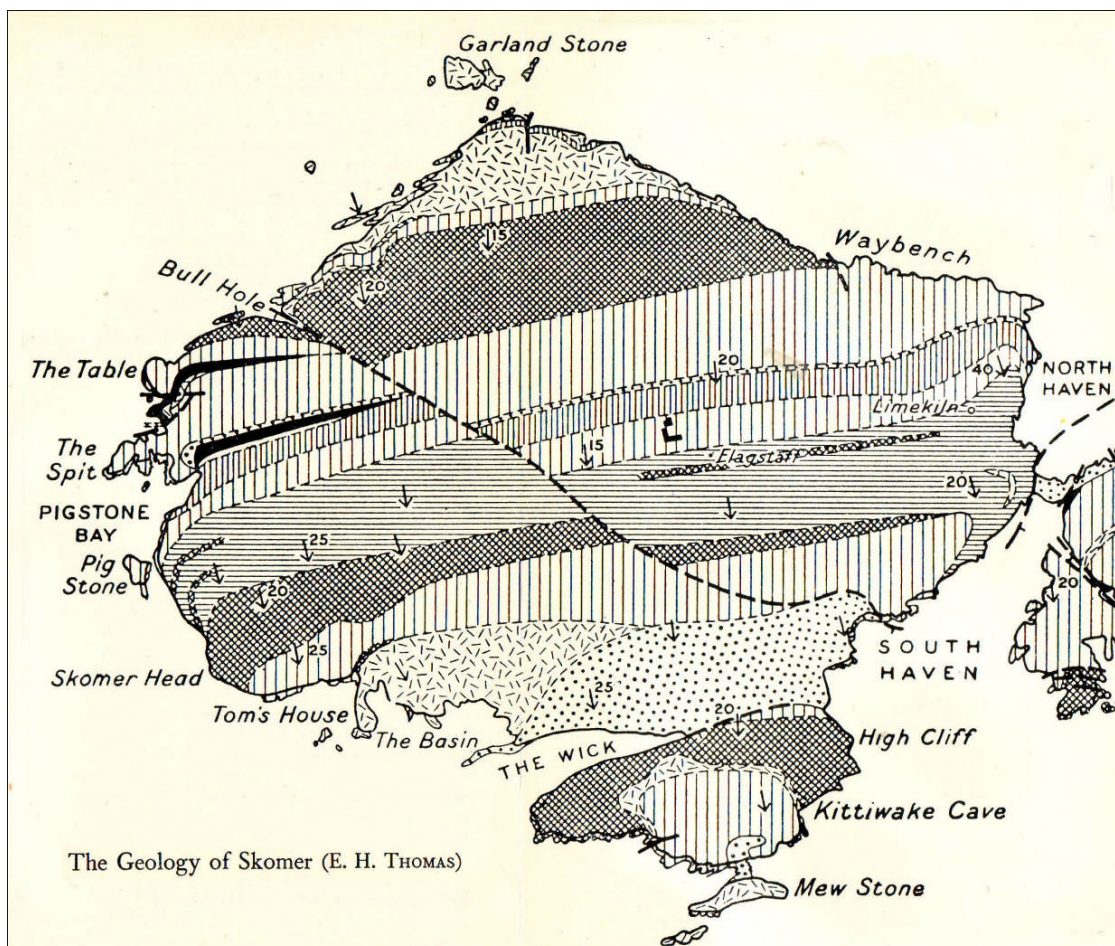 Garland Stone
Waybench
15
Bull Hole
20
The Table
20
40
NORTH
HAVEN
Limekiln
The
Spit
15
Flagstaff
20
PIGSTONE
BAY
25
Pig
Stone
20
20
25
SOUTH
HAVEN
Skomer Head
25
Tom's House
20
The Basin
THE WICK
High Cliff
Kittiwake Cave
The Geology of Skomer (E. H. THOMAS)
Mew Stone